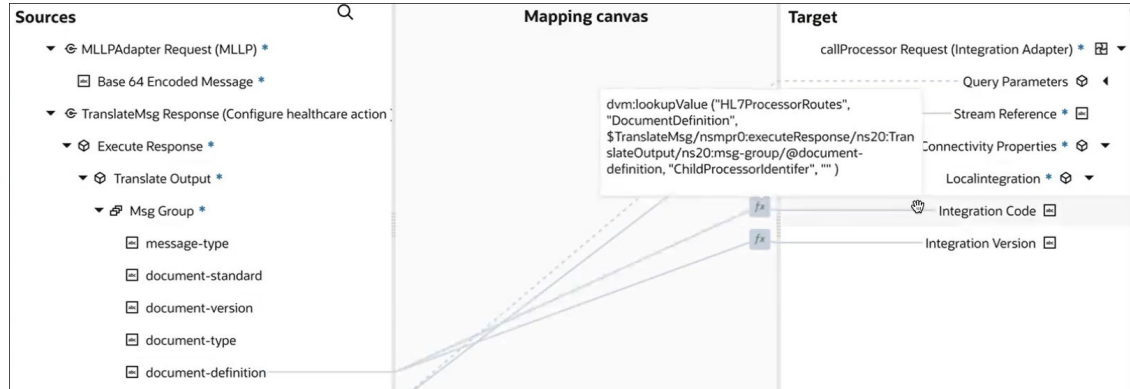 Sources
Mapping canvas
Target
MLLPAdapter Request (MLLP) *
callProcessor Request (Integration Adapter) *
Base 64 Encoded Message *
Query Parameters
TranslateMsg Response (Configure healthcare action
Stream Reference *
Execute Response *
Connectivity Properties *
Translate Output *
Localintegration *
Msg Group *
Integration Code
message-type
Integration Version
document-standard
document-version
document-type
document-definition
dvm:lookupValue ("HL7ProcessorRoutes",
"DocumentDefinition",
$TranslateMsg/nsmpr0:executeResponse/ns20:Tran
slateOutput/ns20:msg-group/@document-
definition, "ChildProcessorIdentifer", "" )
fx
fx